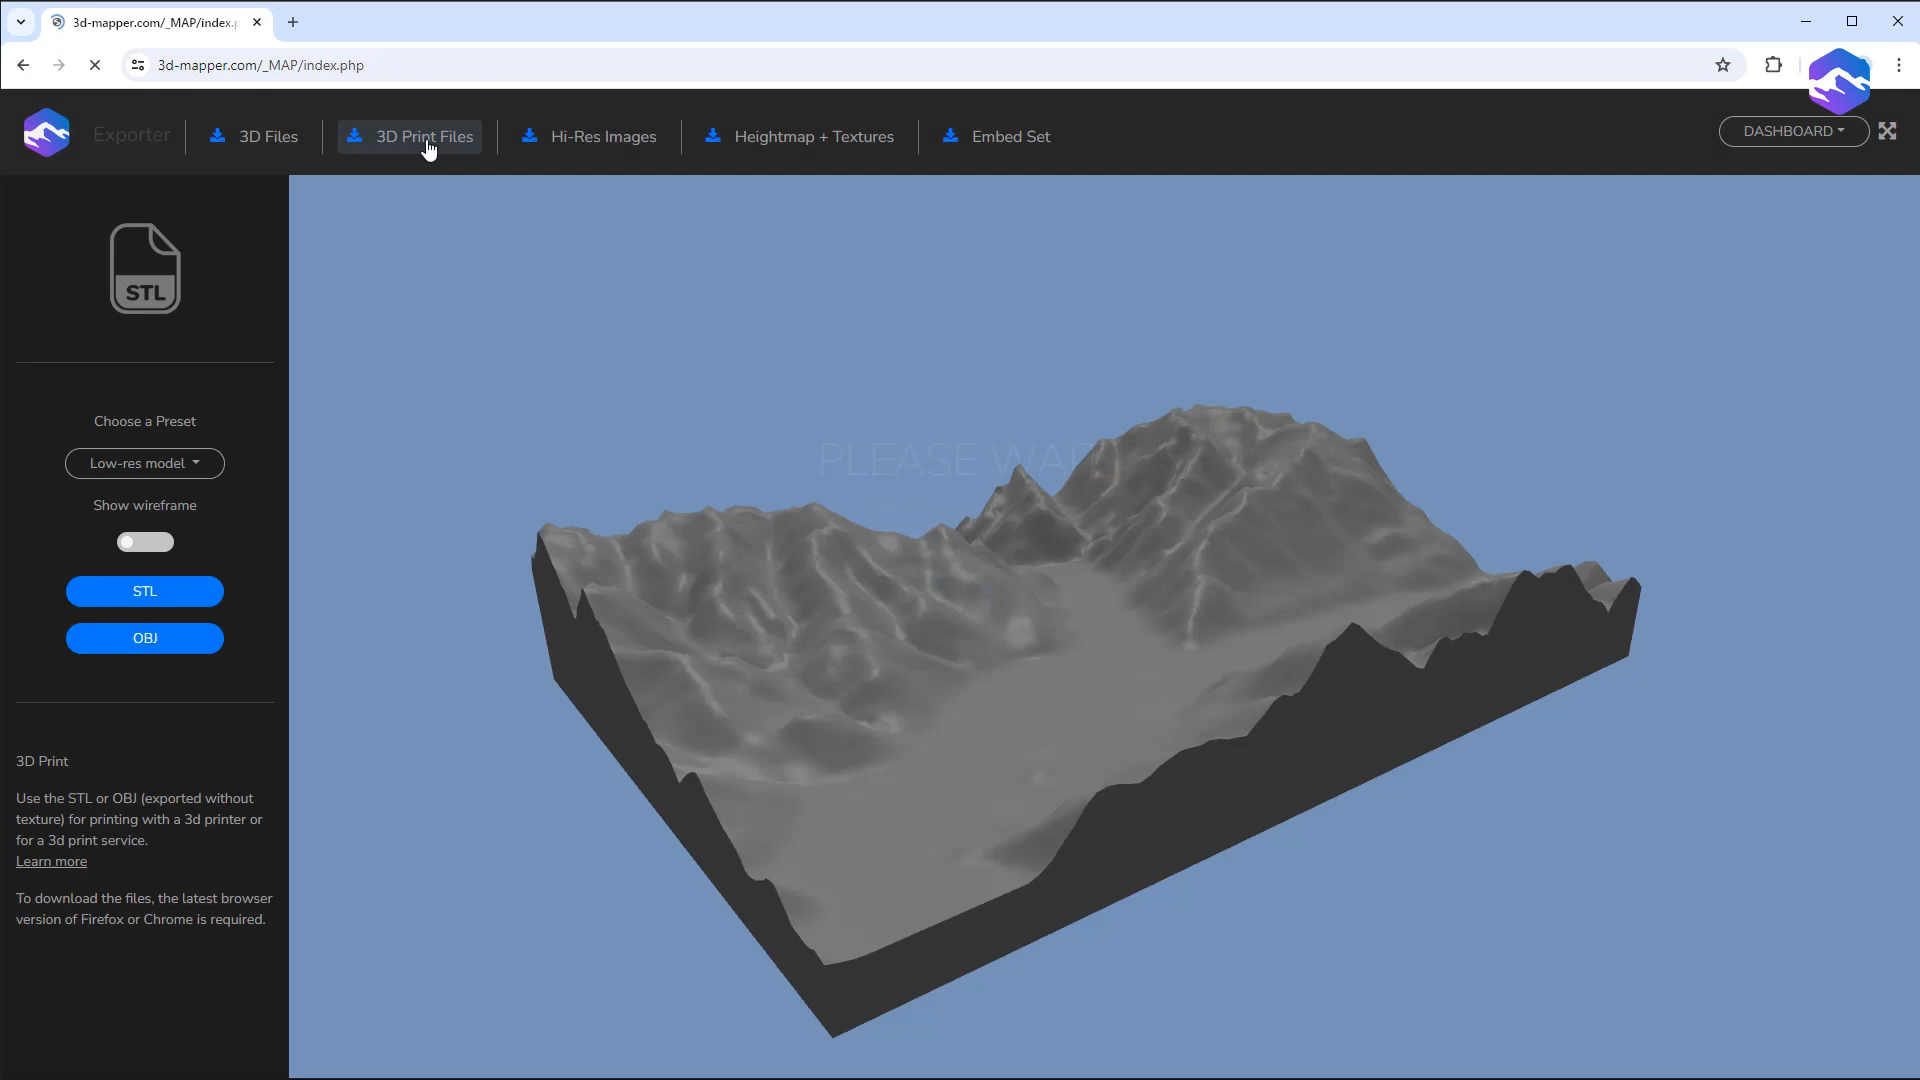 3d-mapper.com/_MAP/index.p
3d-mapper.com/_MAP/index.php
Exporter
3D Files
3D Print Files
Hi-Res Images
Heightmap + Textures
Embed Set
DASHBOARD
STL
Choose a Preset
Low-res model
Show wireframe
STL
OBJ
PLEASE WAIT
3D Print
Use the STL or OBJ (exported without
texture) for printing with a 3d printer or
for a 3d print service.
Learn more
To download the files, the latest browser
version of Firefox or Chrome is required.